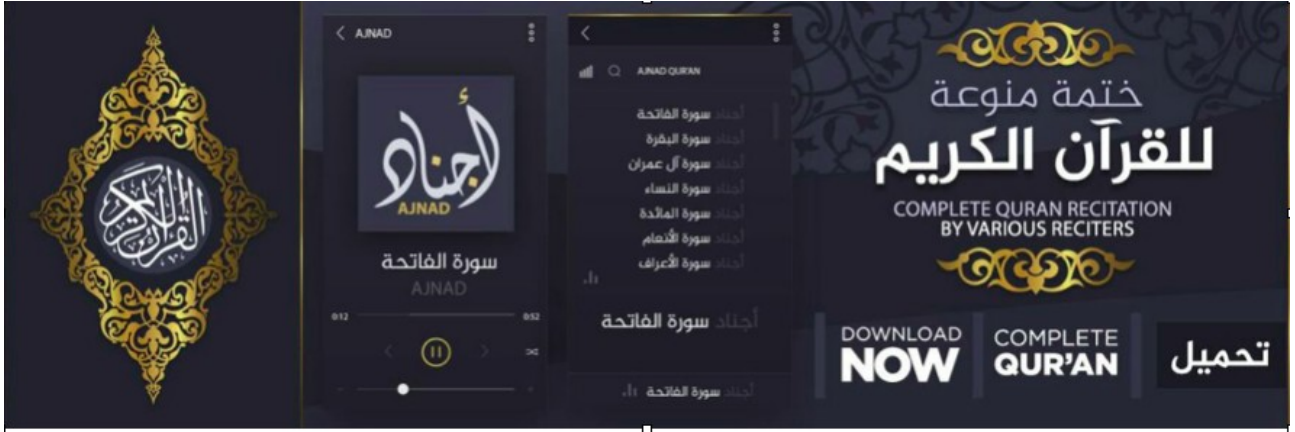 القرآن الكريم
AJNAD
أجناد
AJNAD
سورة الفاتحة
AJNAD
0:12
0:52
AJNAD QUR'AN
أجناد سورة الفاتحة
أجناد سورة البقرة
أجناد سورة آل عمران
أجناد سورة النساء
أجناد سورة المائدة
أجناد سورة الأنعام
أجناد سورة الأعراف
أجناد سورة الفاتحة
أجناد سورة الفاتحة
ختمة منوعة
للقرآن الكريم
COMPLETE QURAN RECITATION
BY VARIOUS RECITERS
DOWNLOAD
NOW
COMPLETE
QUR'AN
تحميل